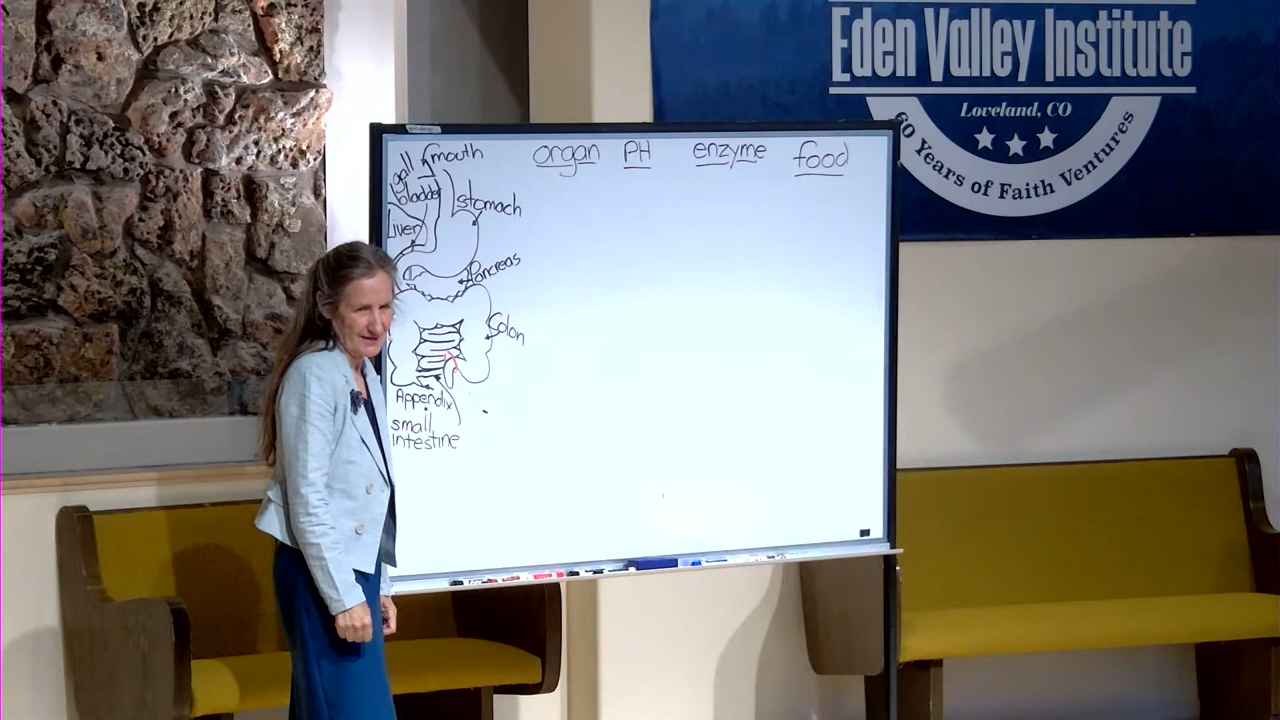 Eden Valley Institute
Loveland, CO
60 Years of Faith Ventures
mouth
organ PH enzyme food
gall
bladder
stomach
Liver
Pancreas
Colon
Appendix
small
intestine